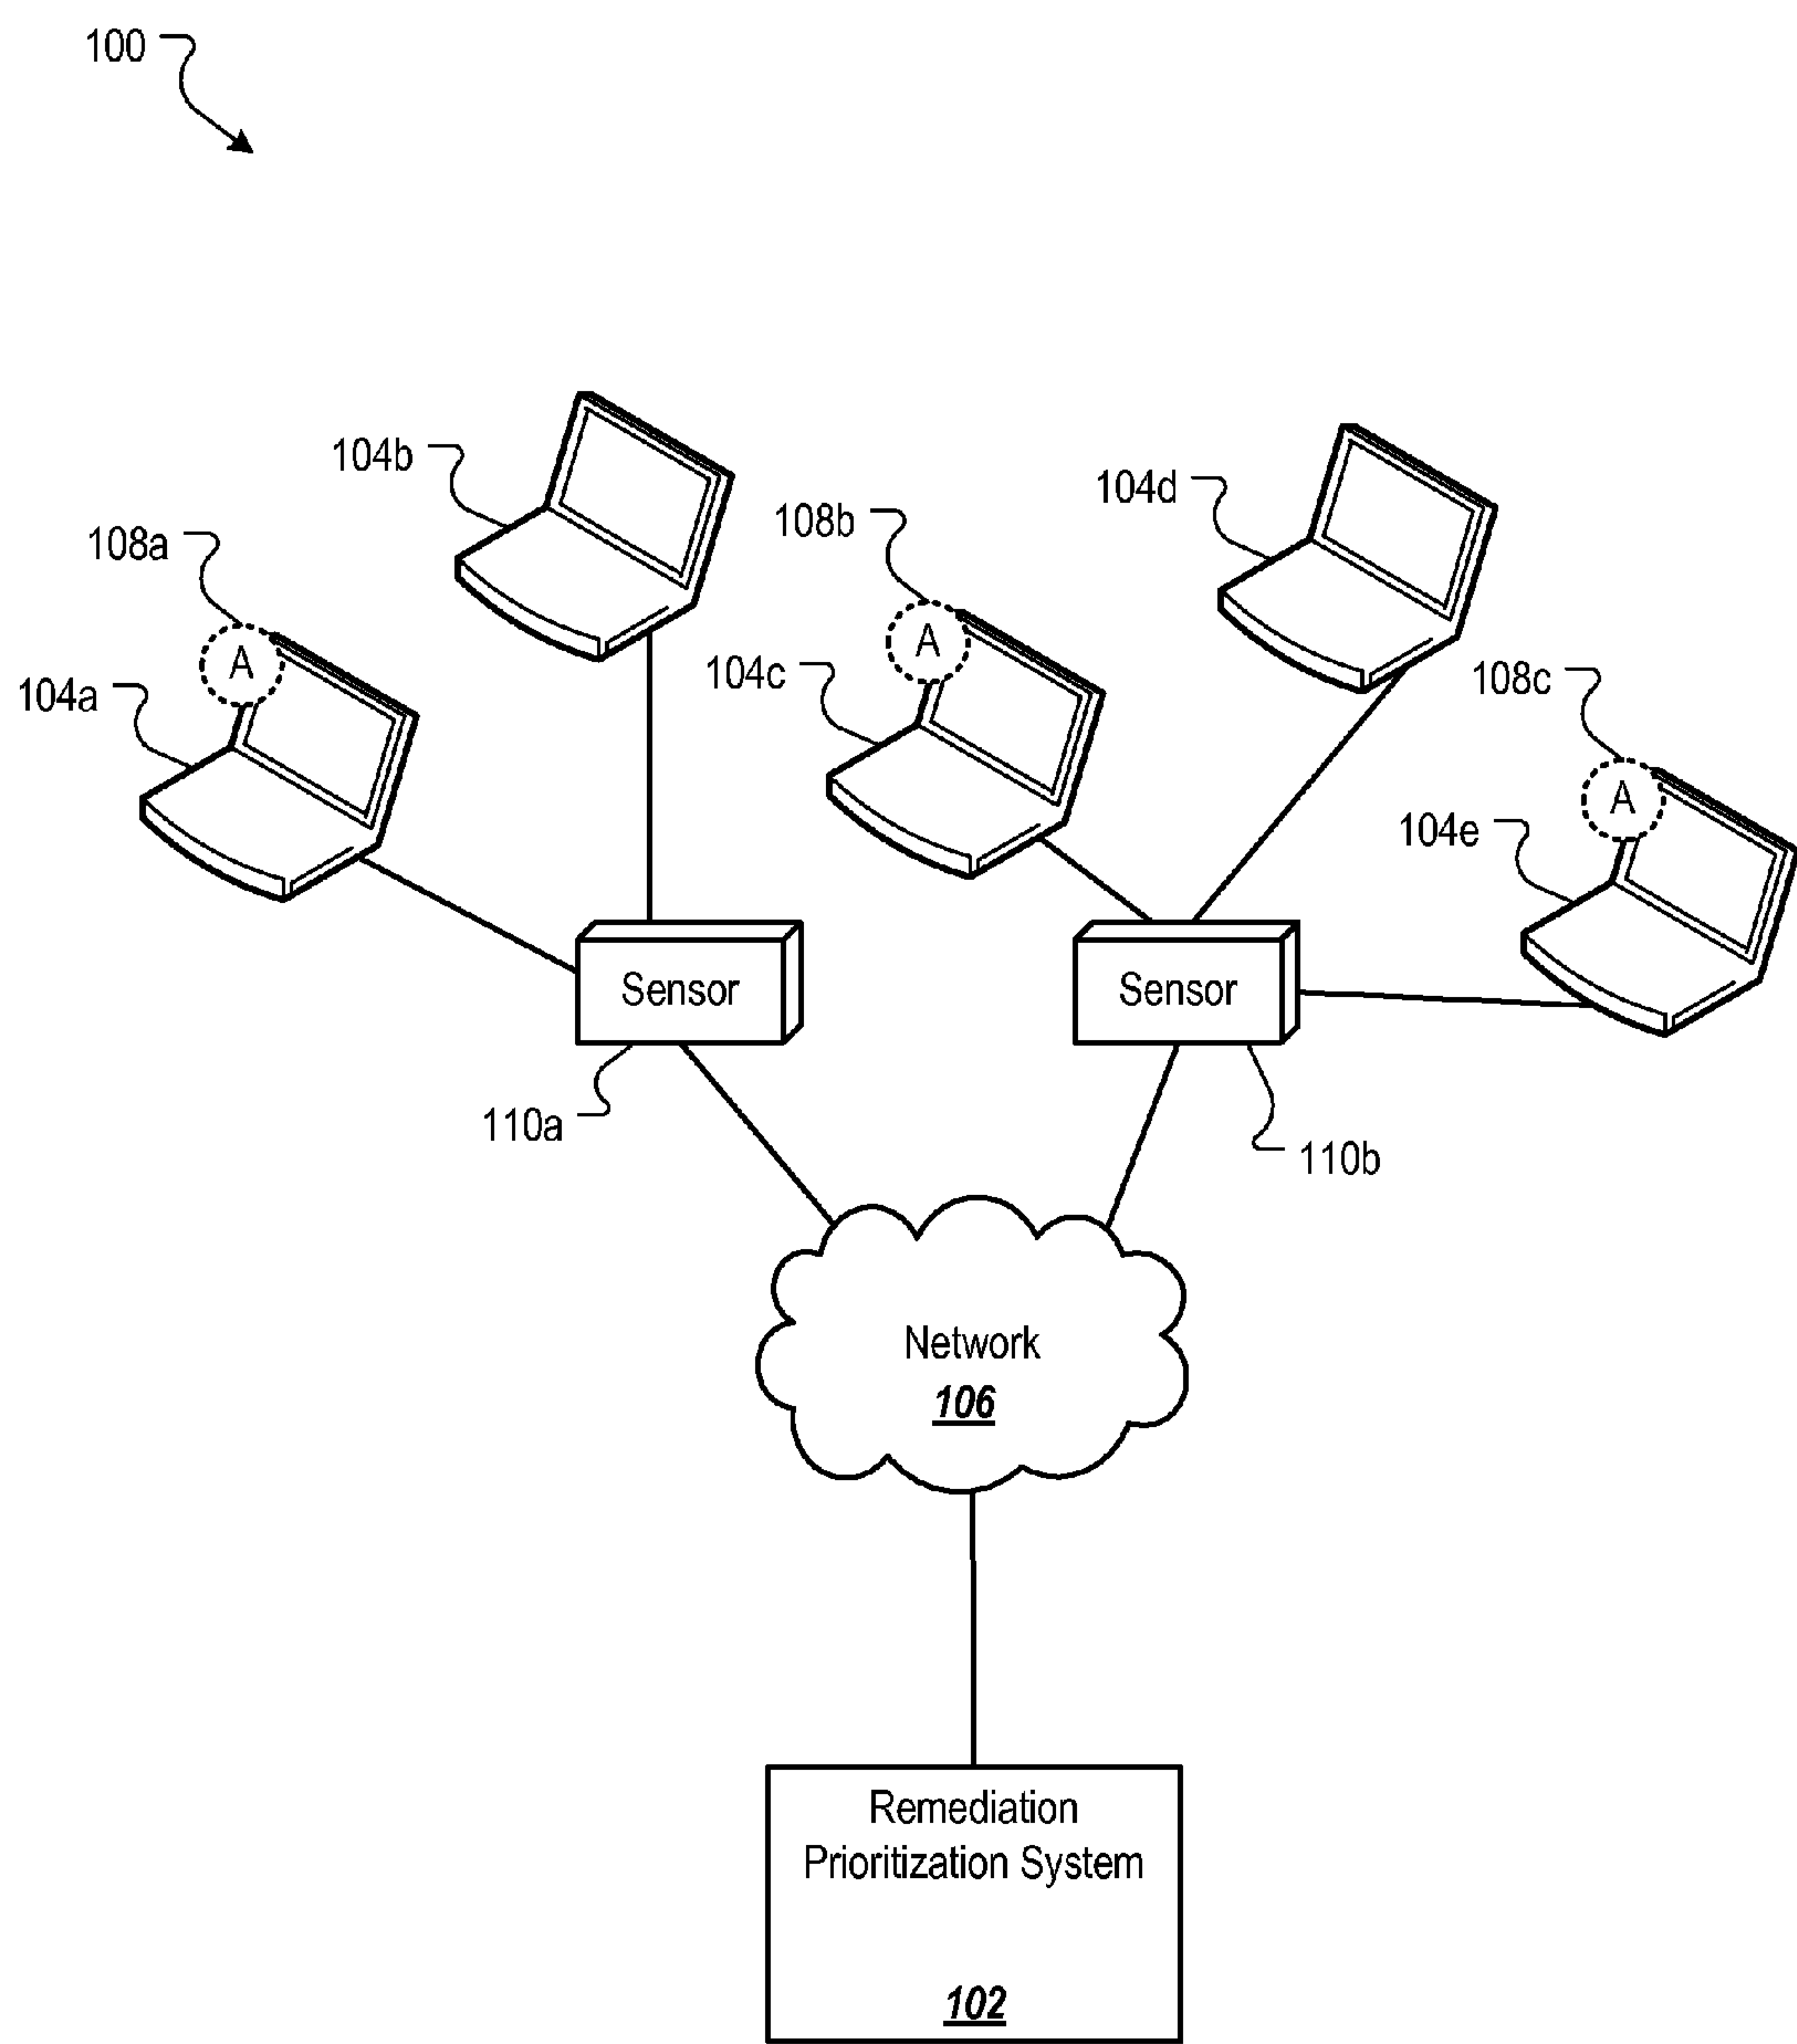 100
104b
104d
108b
108a
A
A
104c
108c
104a
A
104e
Sensor
Sensor
110a
110b
Network
106
Remediation
Prioritization System
102